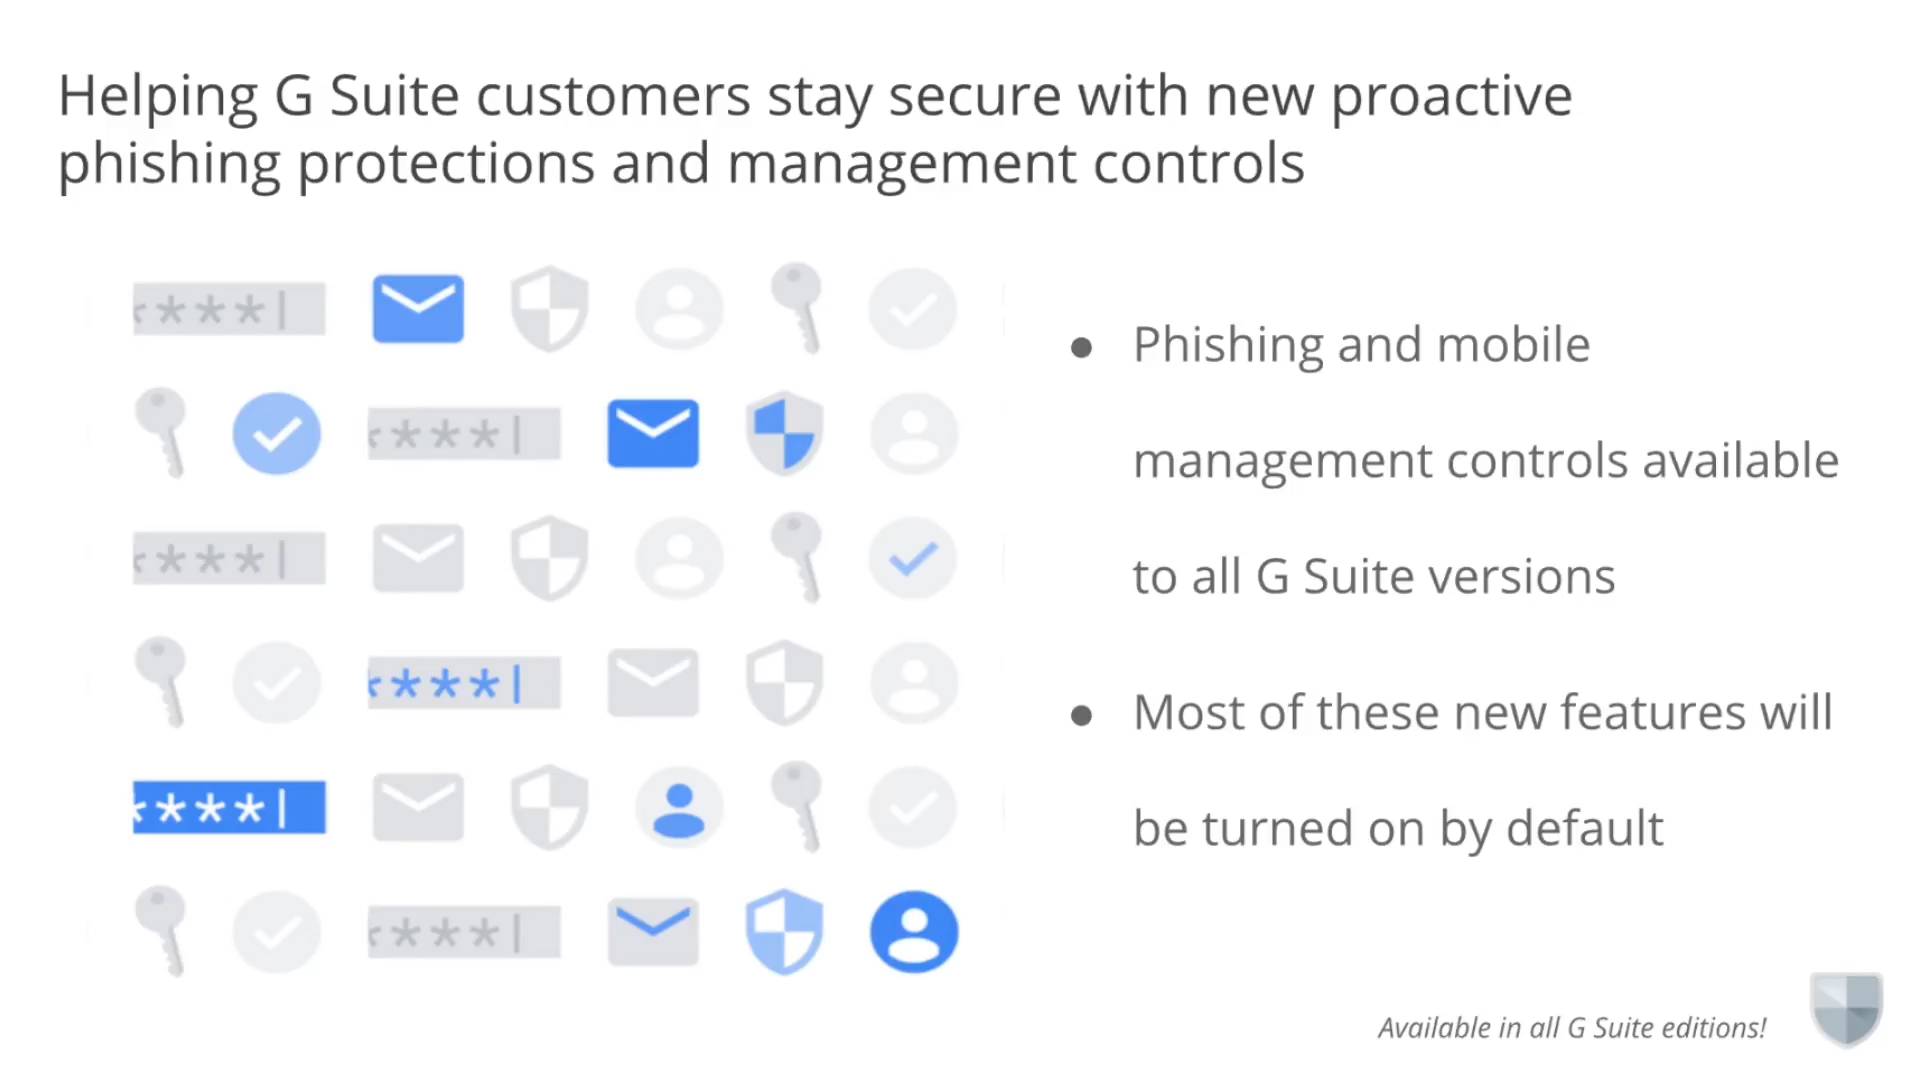 Helping G Suite customers stay secure with new proactive
phishing protections and management controls
****|
****|
****|
****|
****|
****|
● Phishing and mobile
management controls available
to all G Suite versions
● Most of these new features will
be turned on by default
Available in all G Suite editions!